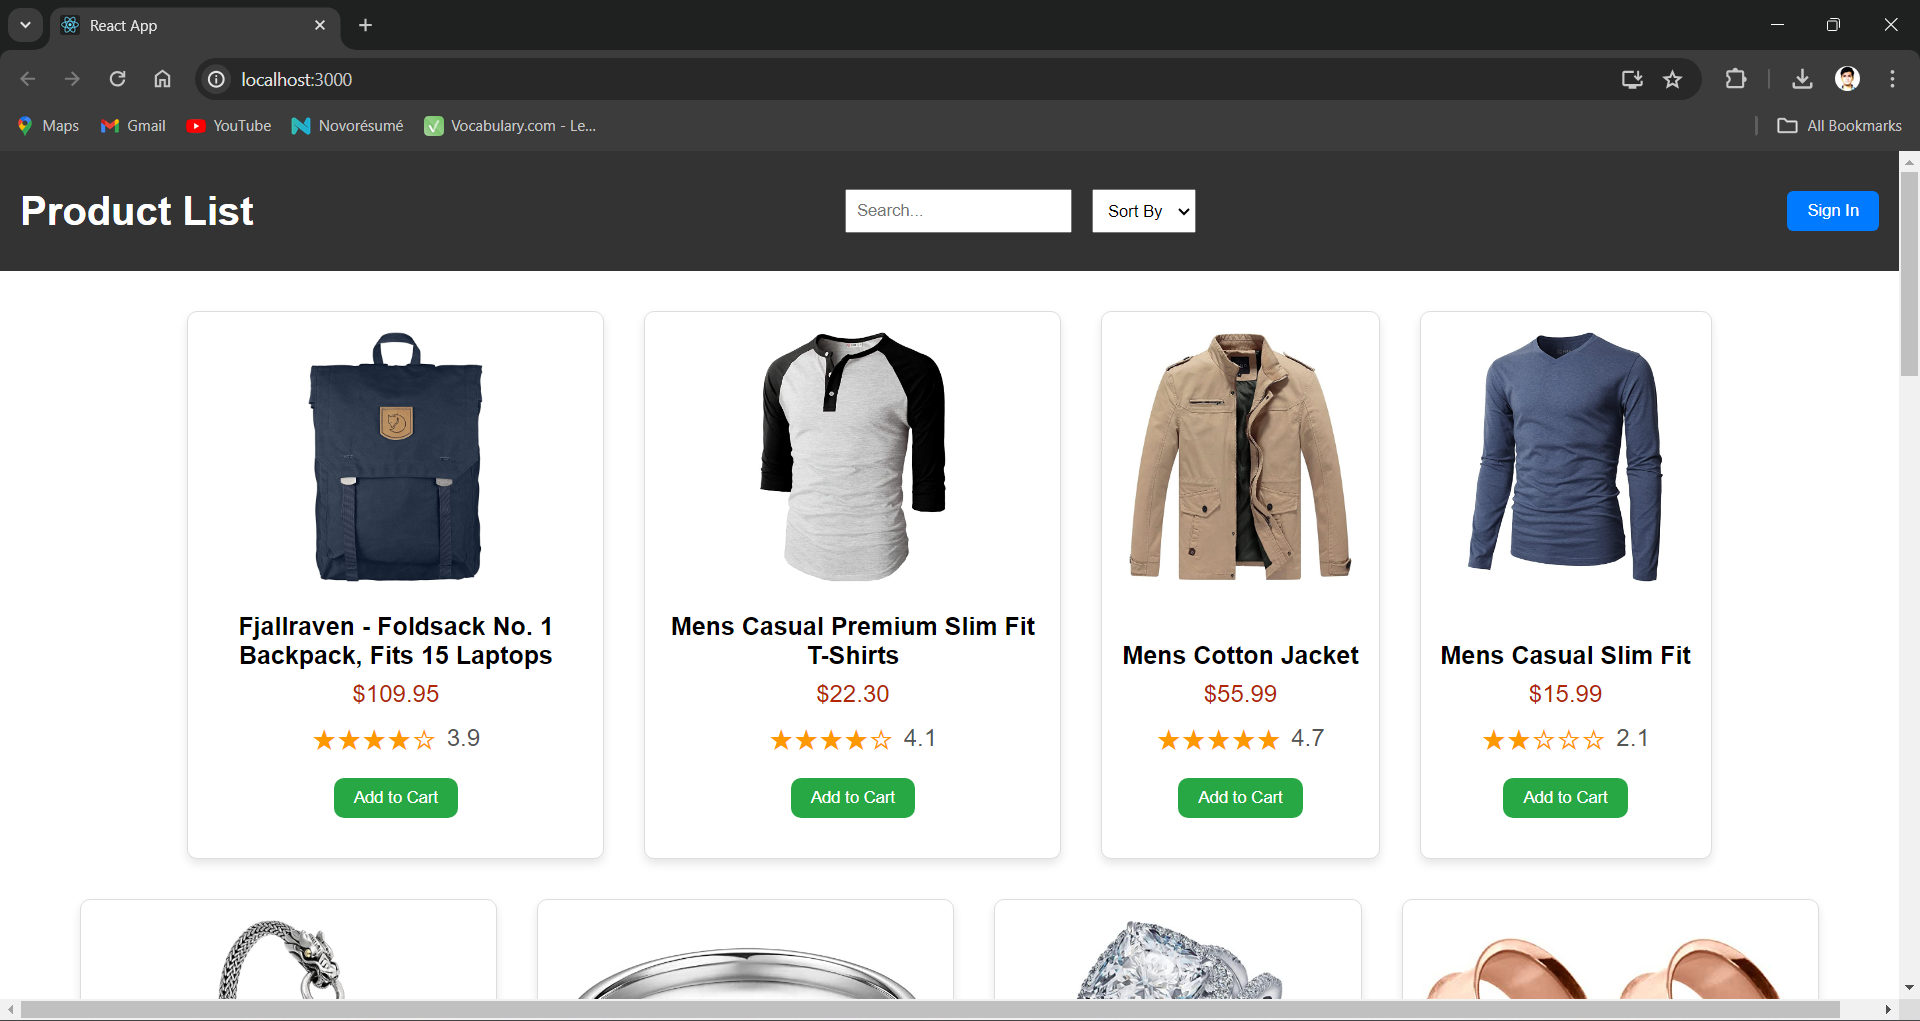 React App
localhost:3000
Maps
Gmail
YouTube
Novorésumé
Vocabulary.com - Le...
All Bookmarks
Product List
Search...
Sort By
Sign In
Fjallraven - Foldsack No. 1
Backpack, Fits 15 Laptops
$109.95
3.9
Add to Cart
Mens Casual Premium Slim Fit
T-Shirts
$22.30
4.1
Add to Cart
Mens Cotton Jacket
$55.99
4.7
Add to Cart
Mens Casual Slim Fit
$15.99
2.1
Add to Cart